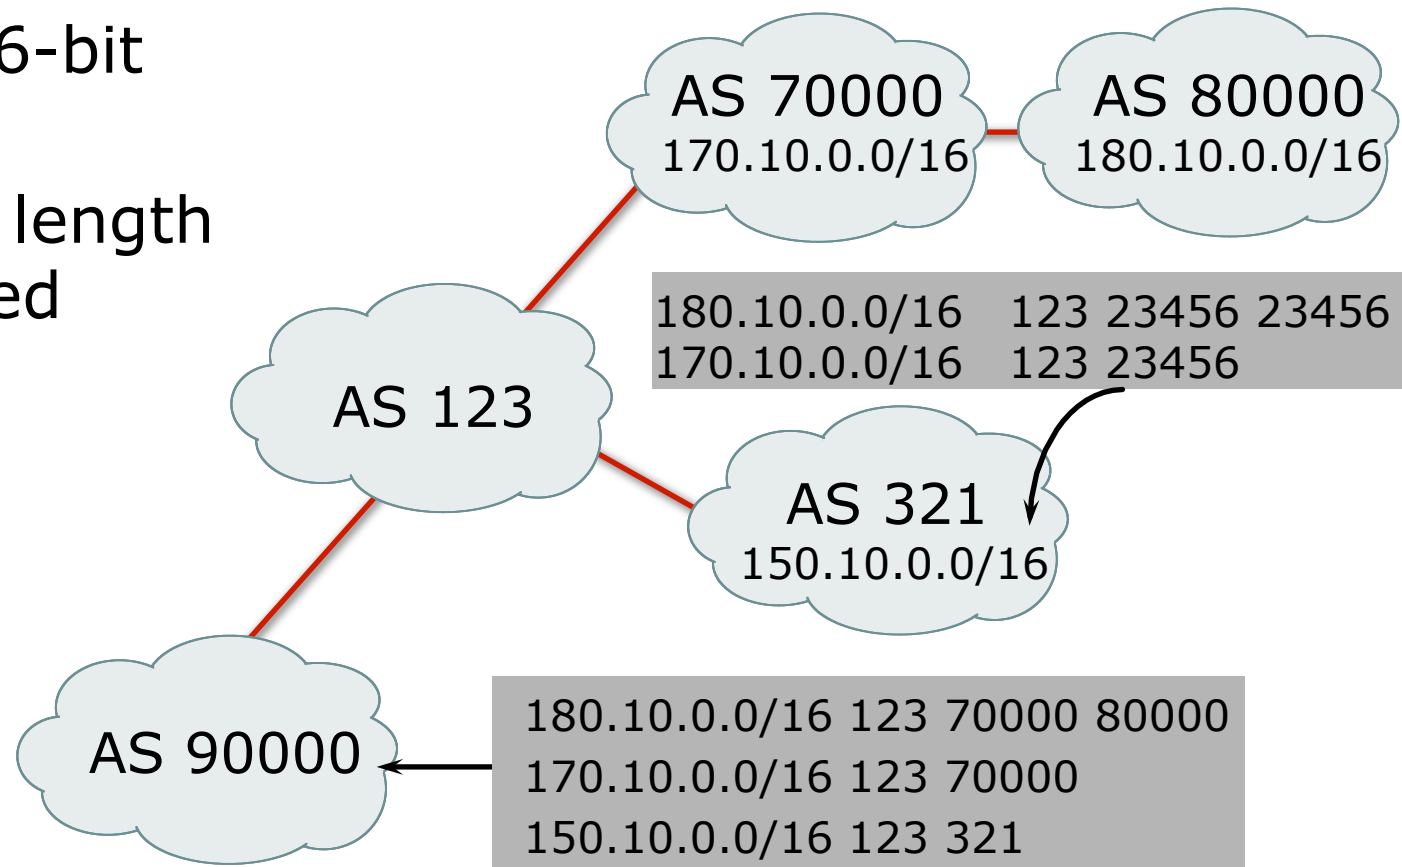 6-bit
length
ed
AS 70000
170.10.0.0/16
AS 80000
180.10.0.0/16
180.10.0.0/16 123 23456 23456
170.10.0.0/16 123 23456
AS 123
AS 321
150.10.0.0/16
AS 90000
180.10.0.0/16 123 70000 80000
170.10.0.0/16 123 70000
150.10.0.0/16 123 321